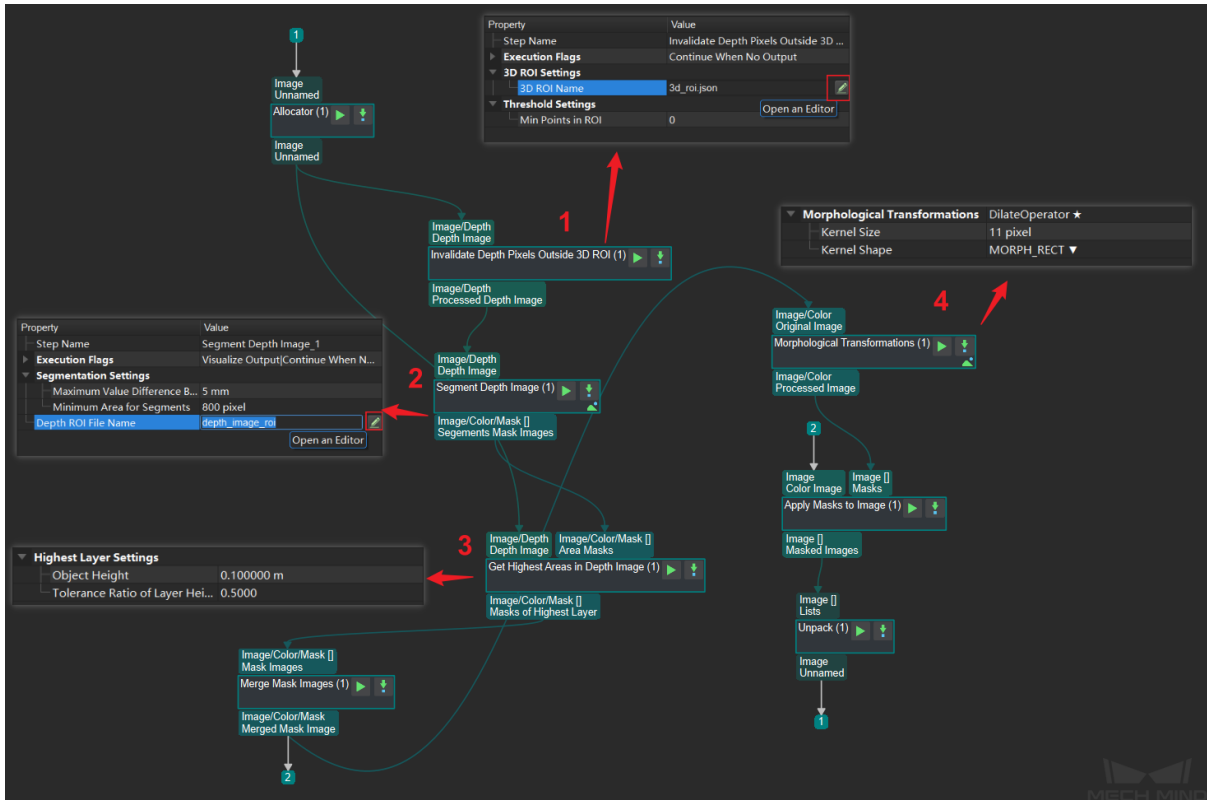 1
Image
Unnamed
Allocator (1)
Image
Unnamed
Property Value
Step Name Invalidate Depth Pixels Outside 3D ...
Execution Flags Continue When No Output
3D ROI Settings
3D ROI Name 3d_roi.json
Threshold Settings
Open an Editor
Min Points in ROI 0
1
Image/Depth
Depth Image
Invalidate Depth Pixels Outside 3D ROI (1)
Image/Depth
Processed Depth Image
Property Value
Step Name Segment Depth Image_1
Execution Flags Visualize Output|Continue When N...
Segmentation Settings
Maximum Value Difference B... 5 mm
Minimum Area for Segments 800 pixel
Depth ROI File Name depth_image_roi
Open an Editor
2
Image/Depth
Depth Image
Segment Depth Image (1)
Image/Color/Mask []
Segements Mask Images
Highest Layer Settings
Object Height 0.100000 m
Tolerance Ratio of Layer Hei... 0.5000
3
Image/Depth Image/Color/Mask []
Depth Image Area Masks
Get Highest Areas in Depth Image (1)
Image/Color/Mask []
Masks of Highest Layer
Image/Color/Mask []
Mask Images
Merge Mask Images (1)
Image/Color/Mask
Merged Mask Image
2
Morphological Transformations DilateOperator ★
Kernel Size 11 pixel
Kernel Shape MORPH_RECT ▼
4
Image/Color
Original Image
Morphological Transformations (1)
Image/Color
Processed Image
2
Image Image []
Color Image Masks
Apply Masks to Image (1)
Image []
Masked Images
Image []
Lists
Unpack (1)
Image
Unnamed
1
MECH MIND